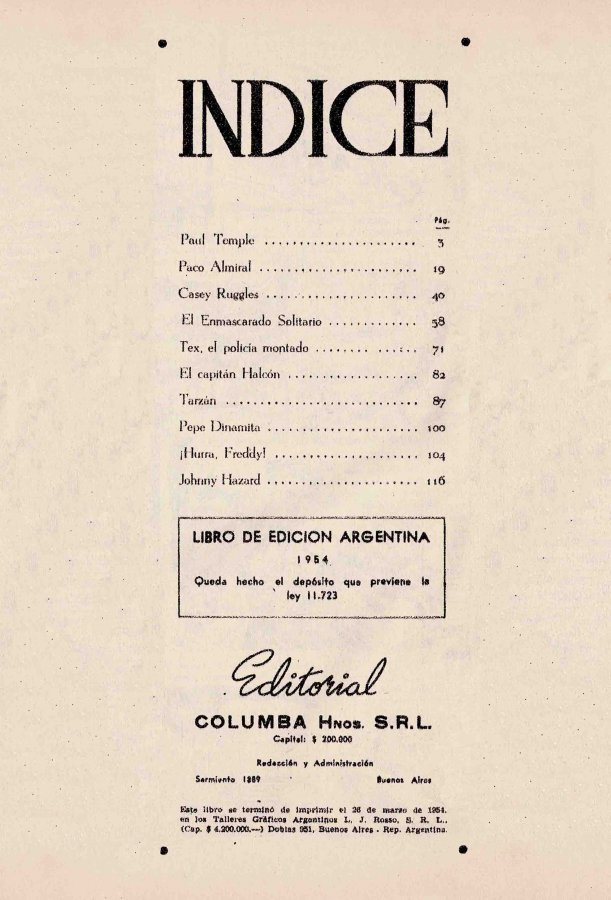 INDICE
Pág.
Paul Temple ...................... 3
Paco Almiral ...................... 19
Casey Ruggles ...................... 40
El Enmascarado Solitario ............. 58
Tex, el policía montado ........ ...... 71
El capitán Halcón ................... 82
Tarzán ............................ 87
Pepe Dinamita ...................... 100
¡Hurra, Freddy! ..................... 104
Johnny Hazard ...................... 116
LIBRO DE EDICION ARGENTINA
1954
Queda hecho el depósito que previene la
ley 11.723
Editorial
COLUMBA Hnos. S.R.L.
Capital: $ 200.000
Redacción y Administración
Sarmiento 1889 Buenos Aires
Este libro se terminó de imprimir el 26 de marzo de 1954,
en los Talleres Gráficos Argentinos L. J. Rosso, S. R. L.,
(Cap. $ 4.200.000.—) Doblas 951, Buenos Aires - Rep. Argentina.